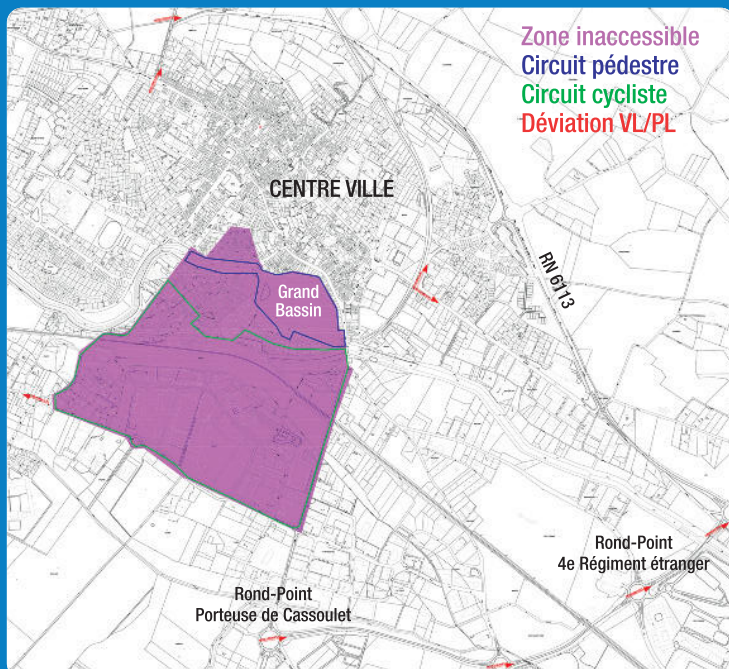 Zone inaccessible
Circuit pédestre
Circuit cycliste
Déviation VL/PL
CENTRE VILLE
Grand
Bassin
RN 6113
Rond-Point
4e Régiment étranger
Rond-Point
Porteuse de Cassoulet